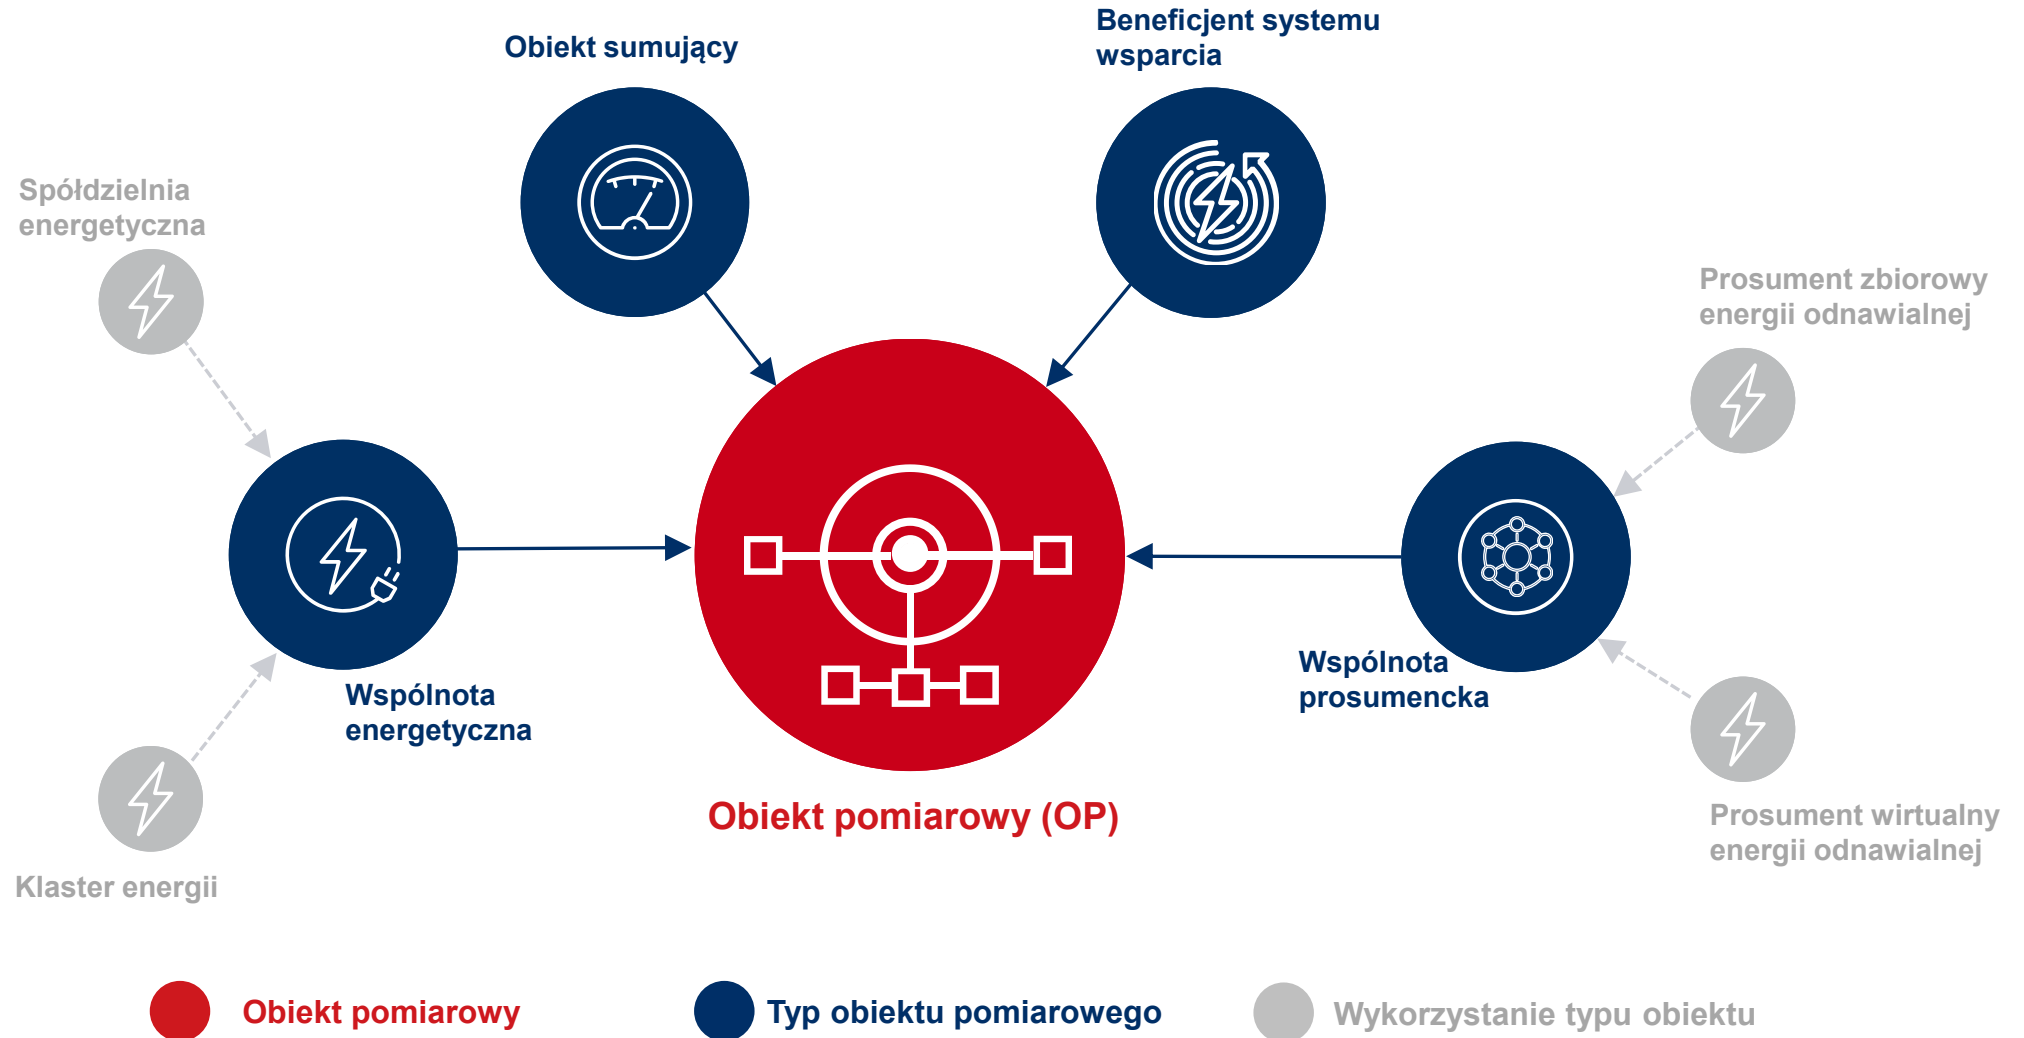 Obiekt sumujący
Beneficjent systemu
wsparcia
Spółdzielnia
energetyczna
Prosument zbiorowy
energii odnawialnej
Wspólnota
energetyczna
Wspólnota
prosumencka
Obiekt pomiarowy (OP)
Prosument wirtualny
energii odnawialnej
Klaster energii
Obiekt pomiarowy
Typ obiektu pomiarowego
Wykorzystanie typu obiektu